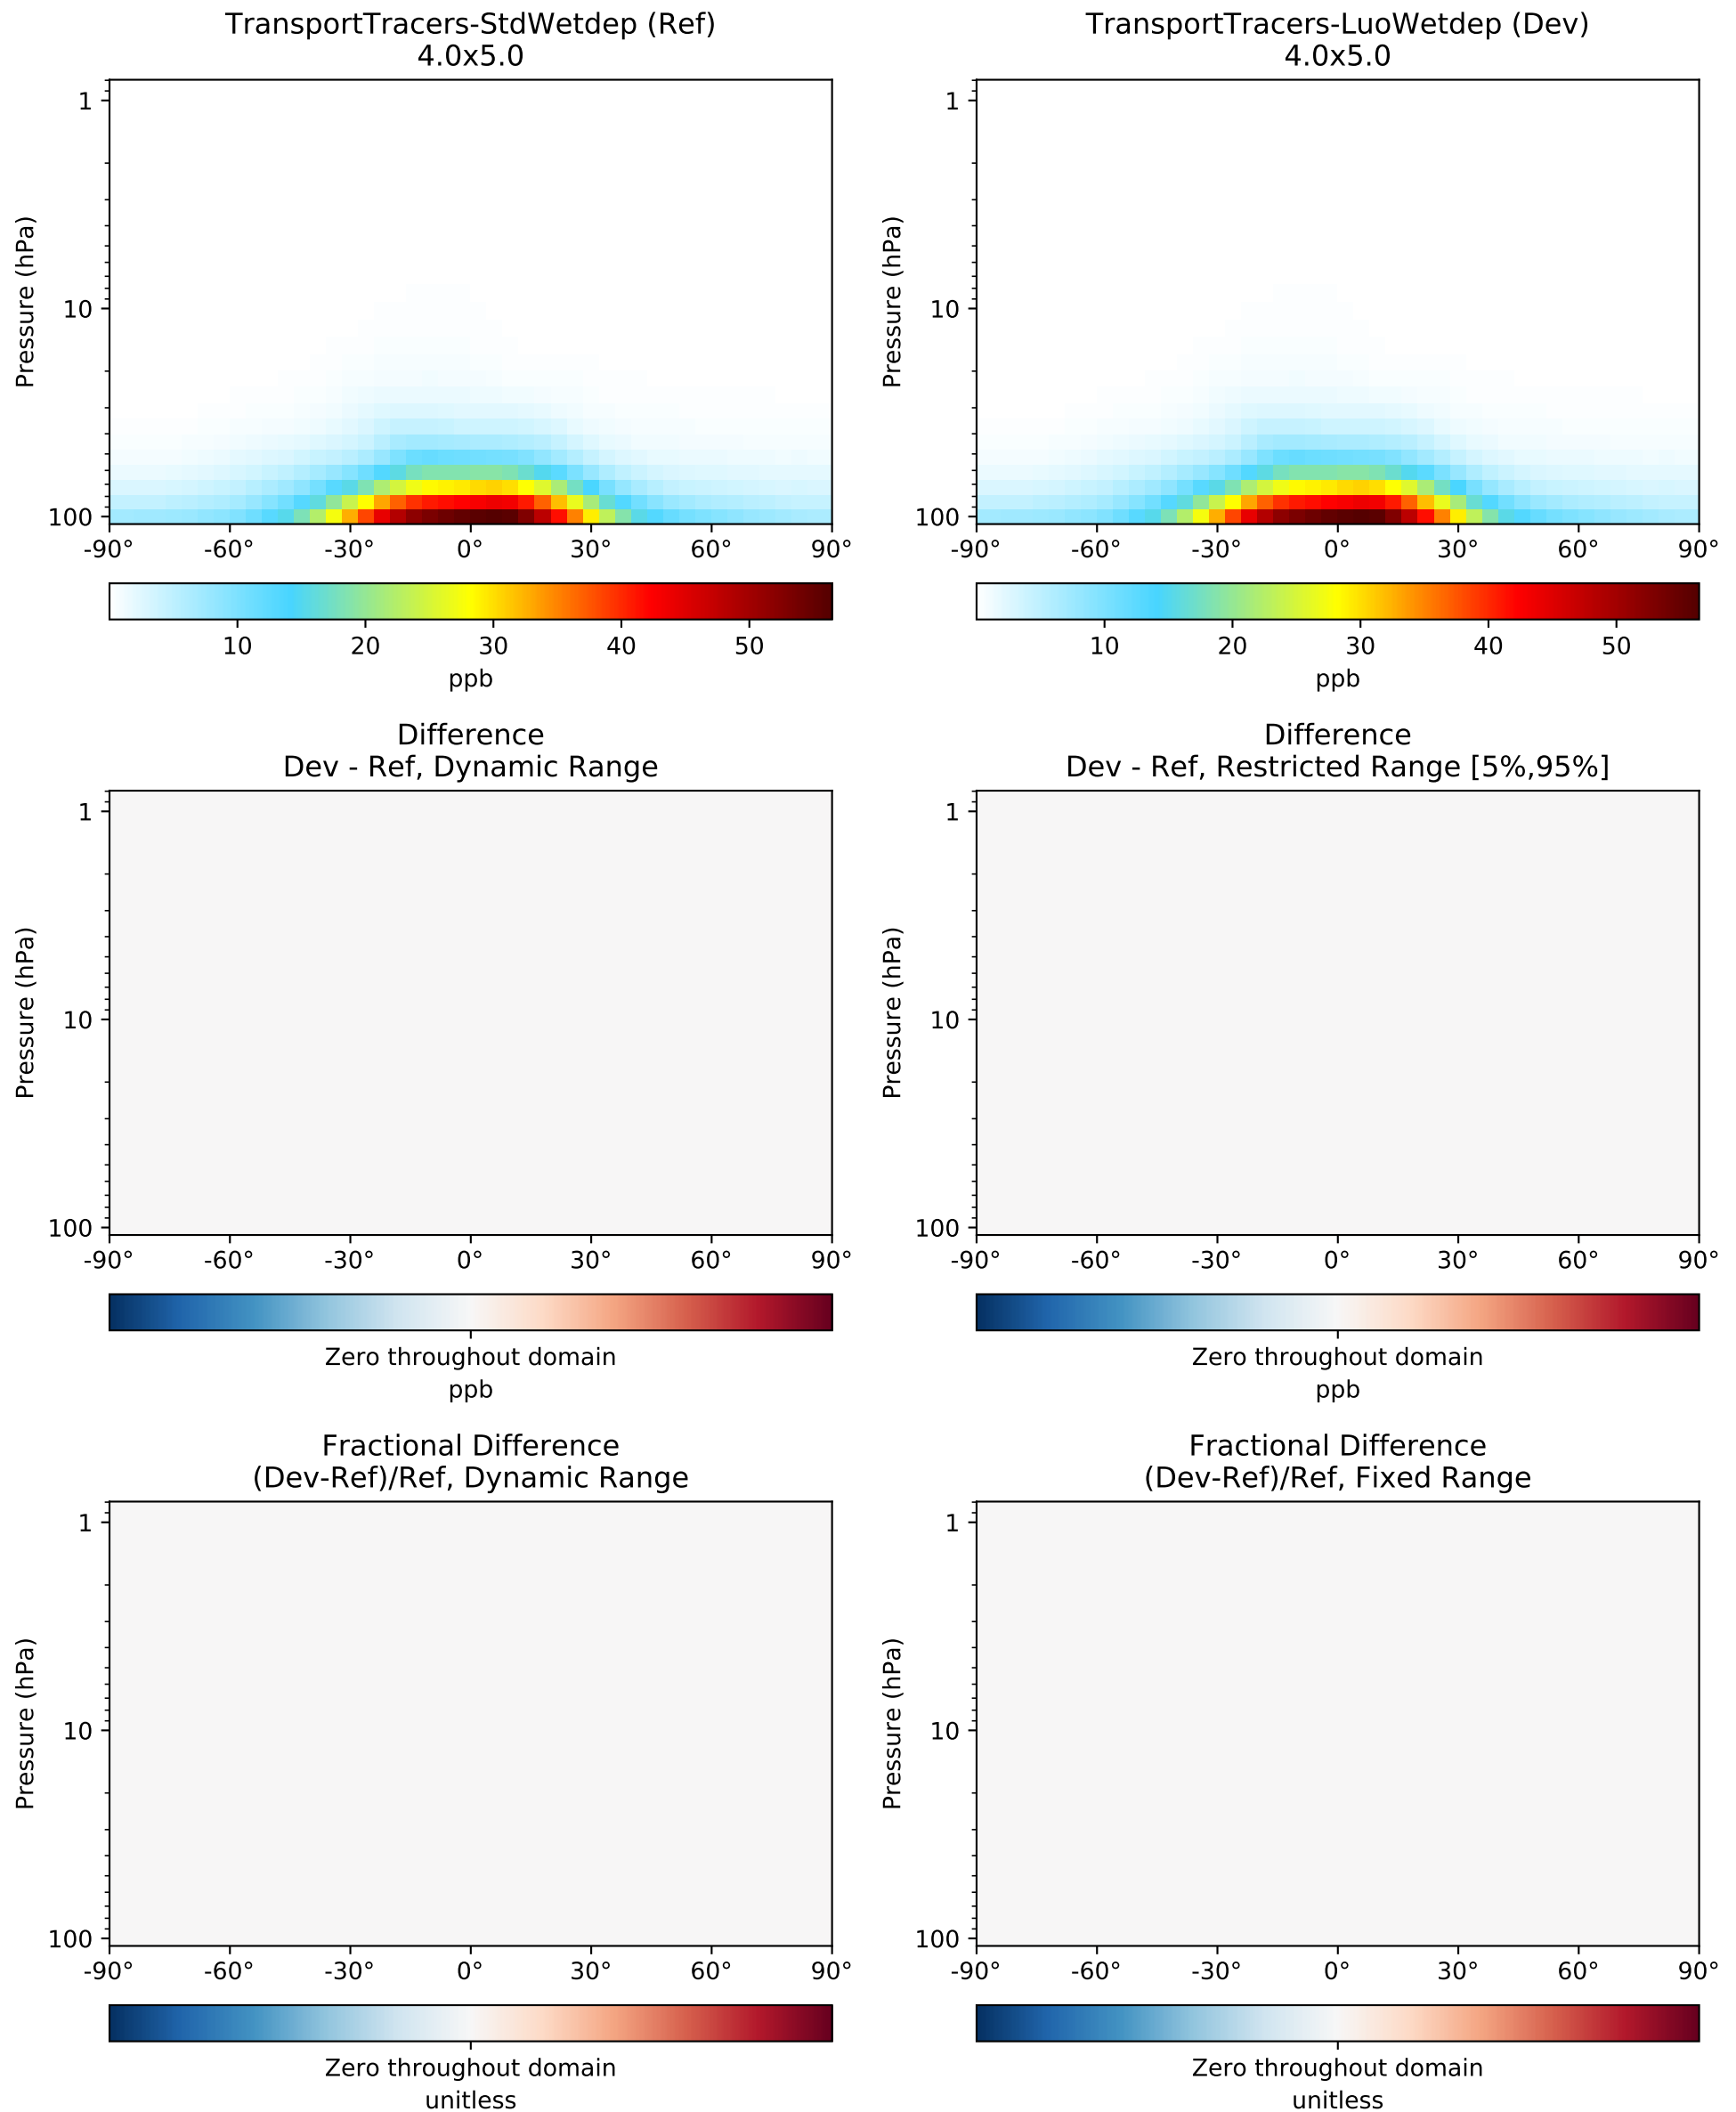 TransportTracers-StdWetdep (Ref)
4.0x5.0
Pressure (hPa)
1
10
100
-90° -60° -30° 0° 30° 60° 90°
10 20 30 40 50
ppb
TransportTracers-LuoWetdep (Dev)
4.0x5.0
Pressure (hPa)
1
10
100
-90° -60° -30° 0° 30° 60° 90°
10 20 30 40 50
ppb
Difference
Dev - Ref, Dynamic Range
Pressure (hPa)
1
10
100
-90° -60° -30° 0° 30° 60° 90°
Zero throughout domain
ppb
Difference
Dev - Ref, Restricted Range [5%,95%]
Pressure (hPa)
1
10
100
-90° -60° -30° 0° 30° 60° 90°
Zero throughout domain
ppb
Fractional Difference
(Dev-Ref)/Ref, Dynamic Range
Pressure (hPa)
1
10
100
-90° -60° -30° 0° 30° 60° 90°
Zero throughout domain
unitless
Fractional Difference
(Dev-Ref)/Ref, Fixed Range
Pressure (hPa)
1
10
100
-90° -60° -30° 0° 30° 60° 90°
Zero throughout domain
unitless